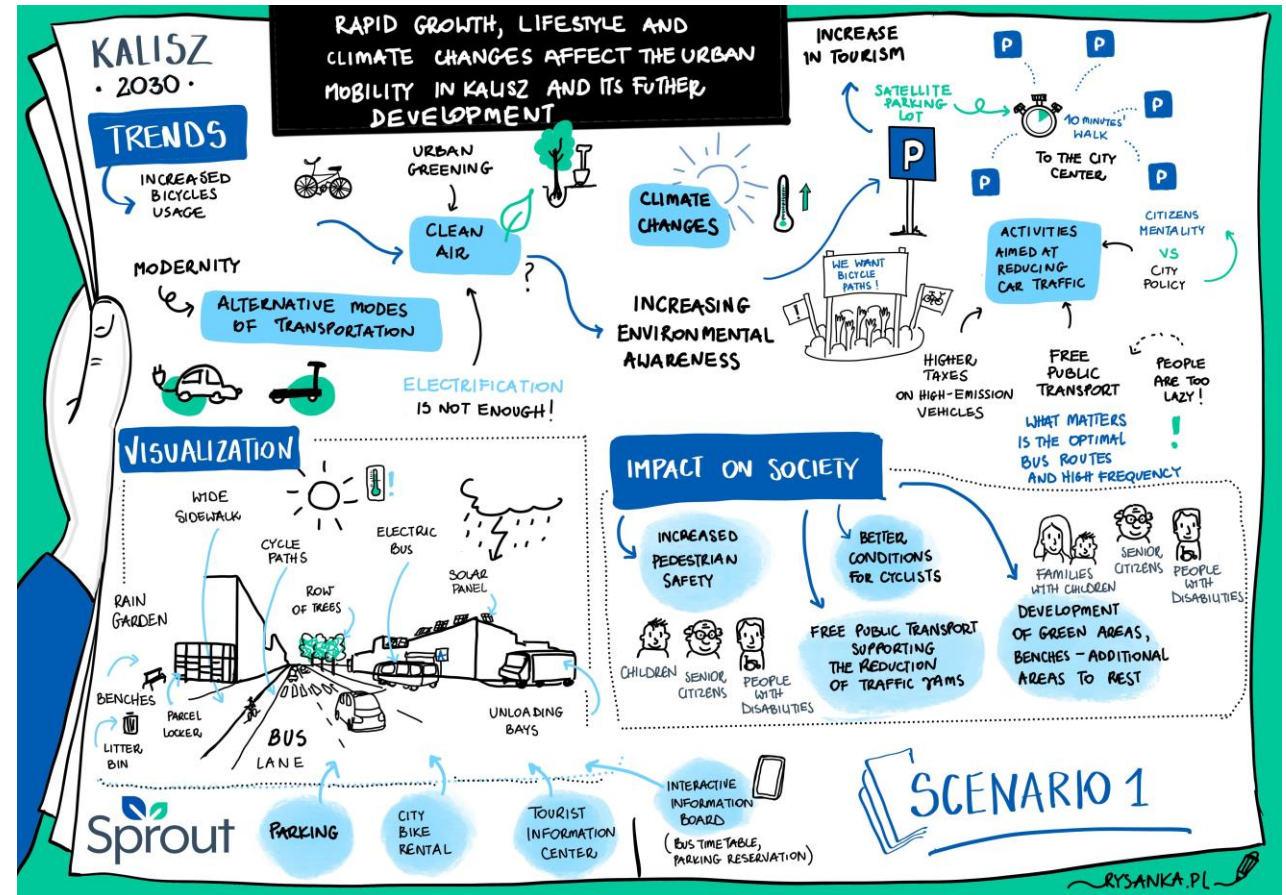 KALISZ
· 2030 ·
RAPID GROWTH, LIFESTYLE AND
CLIMATE CHANGES AFFECT THE URBAN
MOBILITY IN KALISZ AND ITS FUTHER
DEVELOPMENT
TRENDS
INCREASED
BICYCLES
USAGE
MODERNITY
ALTERNATIVE MODES
OF TRANSPORTATION
URBAN
GREENING
CLEAN
AIR
?
ELECTRIFICATION
IS NOT ENOUGH!
CLIMATE
CHANGES
INCREASING
ENVIRONMENTAL
AWARENESS
INCREASE
IN TOURISM
SATELLITE
PARKING
LOT
P
P
P
P
P
P
10 MINUTES'
WALK
TO THE CITY
CENTER
WE WANT
BICYCLE
PATHS!
!
ACTIVITIES
AIMED AT
REDUCING
CAR TRAFFIC
CITIZENS
MENTALITY
VS
CITY
POLICY
HIGHER
TAXES
ON HIGH-EMISSION
VEHICLES
FREE
PUBLIC
TRANSPORT
PEOPLE
ARE TOO
LAZY!
!
WHAT MATTERS
IS THE OPTIMAL
BUS ROUTES
AND HIGH FREQUENCY
VISUALIZATION
WIDE
SIDEWALK
!
CYCLE
PATHS
ELECTRIC
BUS
SOLAR
PANEL
RAIN
GARDEN
ROW
OF TREES
BENCHES
PARCEL
LOCKER
LITTER
BIN
BUS
LANE
UNLOADING
BAYS
PARKING
CITY
BIKE
RENTAL
TOURIST
INFORMATION
CENTER
INTERACTIVE
INFORMATION
BOARD
(BUS TIMETABLE,
PARKING RESERVATION)
IMPACT ON SOCIETY
INCREASED
PEDESTRIAN
SAFETY
CHILDREN
SENIOR
CITIZENS
PEOPLE
WITH
DISABILITIES
BETTER
CONDITIONS
FOR CYCLISTS
FREE PUBLIC TRANSPORT
SUPPORTING
THE REDUCTION
OF TRAFFIC JAMS
FAMILIES
WITH CHILDREN
SENIOR
CITIZENS
PEOPLE
WITH
DISABILITIES
DEVELOPMENT
OF GREEN AREAS,
BENCHES - ADDITIONAL
AREAS TO REST
Sprout
SCENARIO 1
RYSANKA.PL